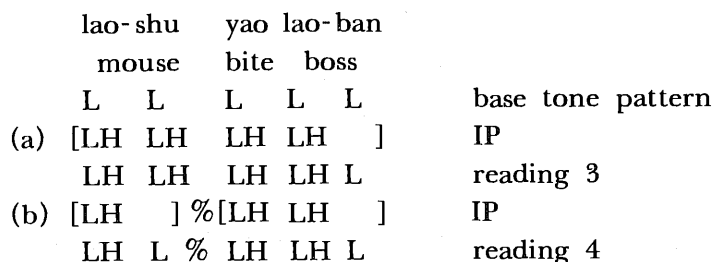 lao-shu yao lao-ban
mouse bite boss
L L L L L base tone pattern
(a) [LH LH LH LH ] IP
LH LH LH LH L reading 3
(b) [LH ] % [LH LH ] IP
LH L % LH LH L reading 4